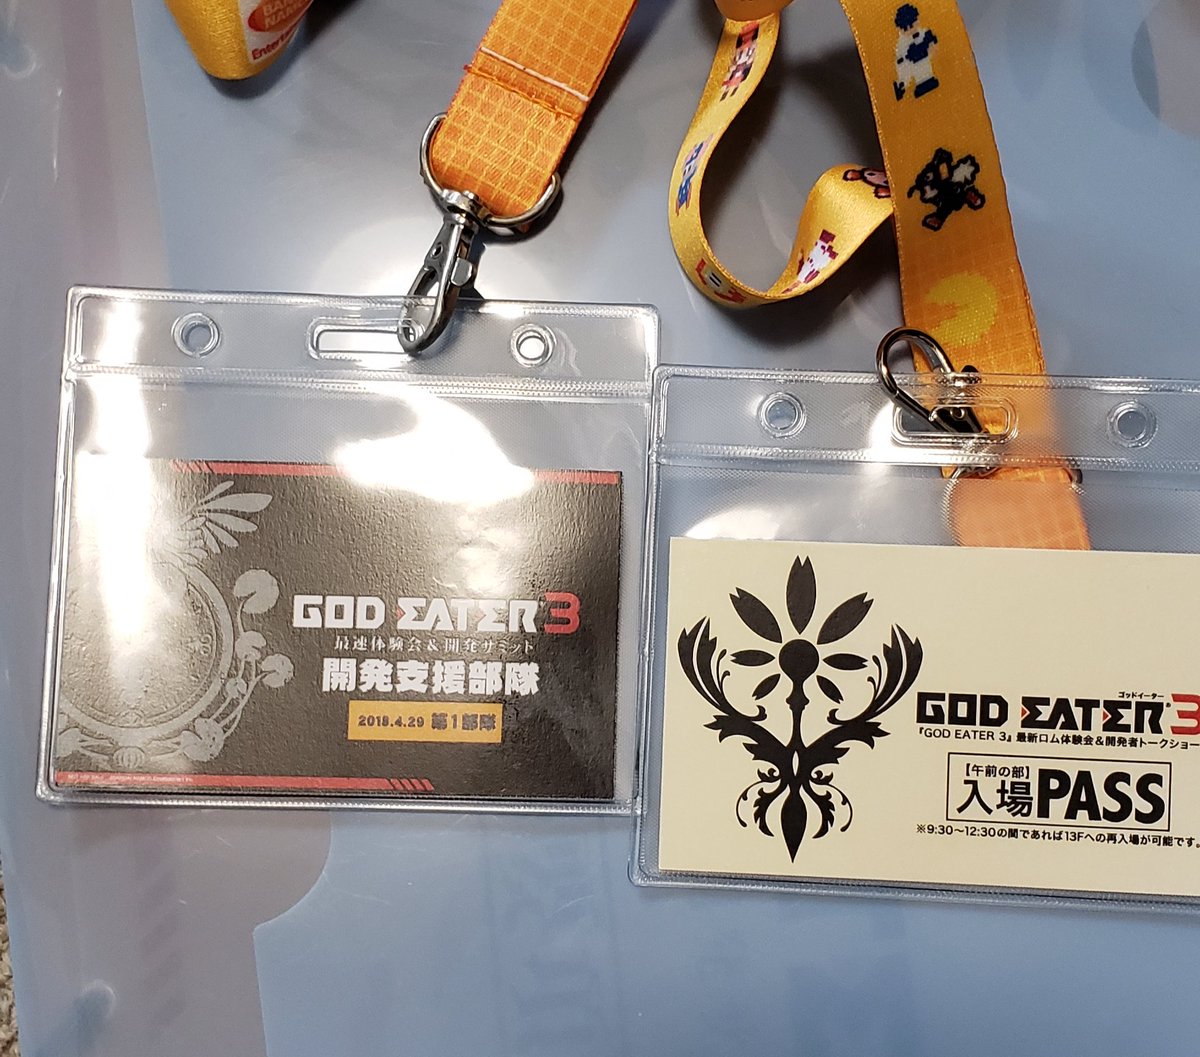 BANDAI
NAMCO
Entertai
GOD EATER 3
最速体験会&開発サミット
開発支援部隊
2018.4.29 第1部隊
ゴッドイーター
GOD EATER® 3
『GOD EATER 3』最新ロム体験会&開発者トークショー
【午前の部】
入場PASS
※9:30~12:30の間であれば13Fへの再入場が可能です。